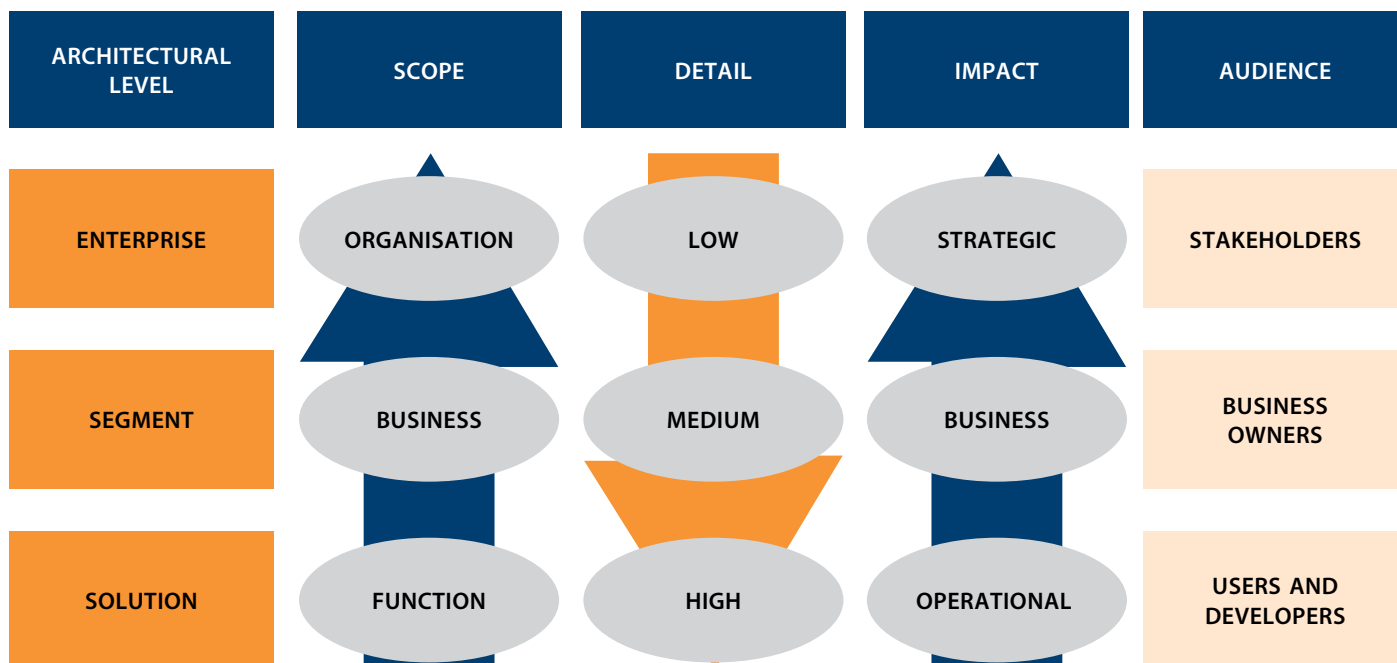 ARCHITECTURAL
LEVEL
SCOPE
DETAIL
IMPACT
AUDIENCE
ENTERPRISE
ORGANISATION
LOW
STRATEGIC
STAKEHOLDERS
SEGMENT
BUSINESS
MEDIUM
BUSINESS
BUSINESS
OWNERS
SOLUTION
FUNCTION
HIGH
OPERATIONAL
USERS AND
DEVELOPERS